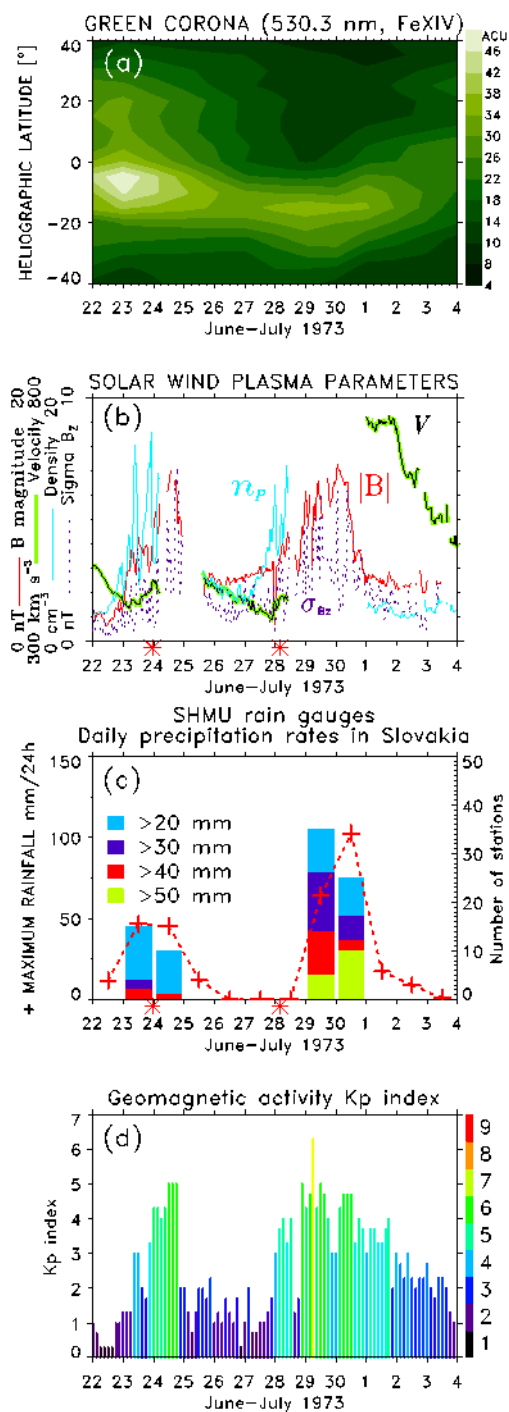 GREEN CORONA (530.3 nm, FeXIV)
(a)
HELIOGRAPHIC LATITUDE [°]
40
20
0
−20
−40
22 23 24 25 26 27 28 29 30 1 2 3 4
June−July 1973
ACU
46
42
38
34
30
26
22
18
14
10
8
4
SOLAR WIND PLASMA PARAMETERS
(b)
0 nT B magnitude 20
300 km s⁻³ Velocity 800
0 cm⁻³ Density 20
0 nT Sigma Bz 10
n_P
|B|
V
σ_Bz
22 23 24 25 26 27 28 29 30 1 2 3 4
June−July 1973
SHMU rain gauges
Daily precipitation rates in Slovakia
(c)
+ MAXIMUM RAINFALL mm/24h
150
100
50
0
>20 mm
>30 mm
>40 mm
>50 mm
50
40
30
20
10
0
Number of stations
22 23 24 25 26 27 28 29 30 1 2 3 4
June−July 1973
Geomagnetic activity Kp index
(d)
Kp index
7
6
5
4
3
2
1
0
22 23 24 25 26 27 28 29 30 1 2 3 4
June−July 1973
9
8
7
6
5
4
3
2
1